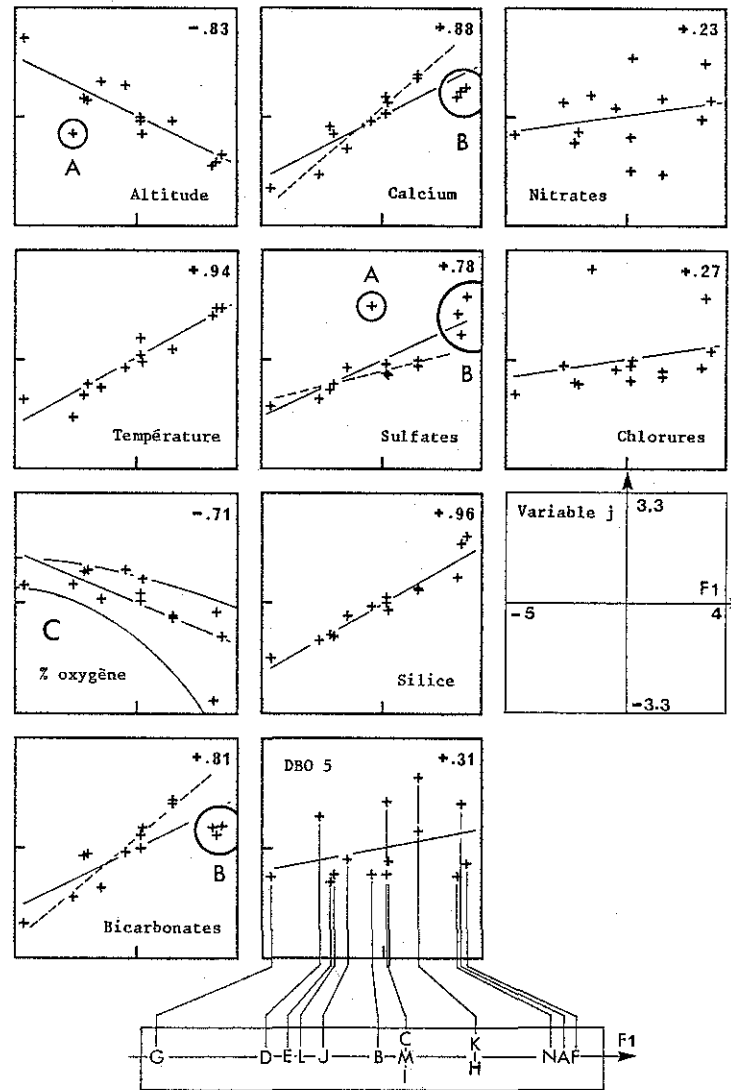 -.83
A
Altitude
+.88
B
Calcium
+.23
Nitrates
+.94
Température
A
+.78
B
Sulfates
+.27
Chlorures
-.71
C
% oxygène
+.96
Silice
Variable j
3.3
F1
-5
4
-3.3
+.81
B
Bicarbonates
DBO 5
+.31
G
D
E
L
J
B
C
M
K
H
N
A
F
F1